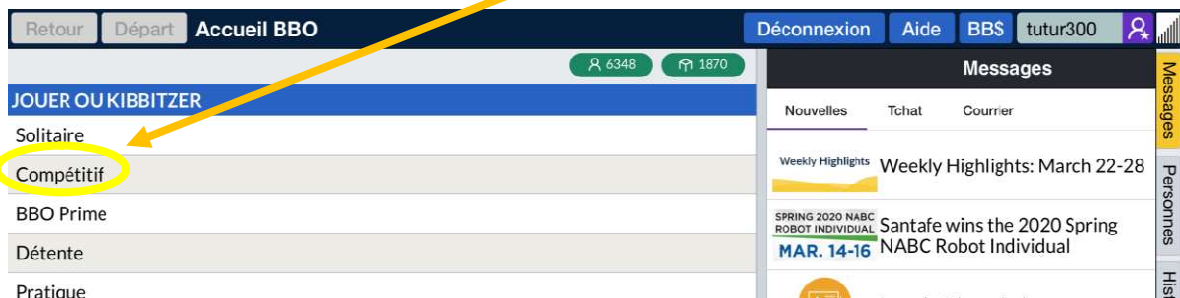 Retour Départ Accueil BBO Déconnexion Aide BB$ tutur300
6348 1870
Messages
JOUER OU KIBBITZER
Nouvelles Tchat Courrier
Solitaire
Compétitif
BBO Prime
Détente
Pratique
Weekly Highlights Weekly Highlights: March 22-28
SPRING 2020 NABC
ROBOT INDIVIDUAL
MAR. 14-16
Santafe wins the 2020 Spring
NABC Robot Individual
Messages
Personnes
Hist